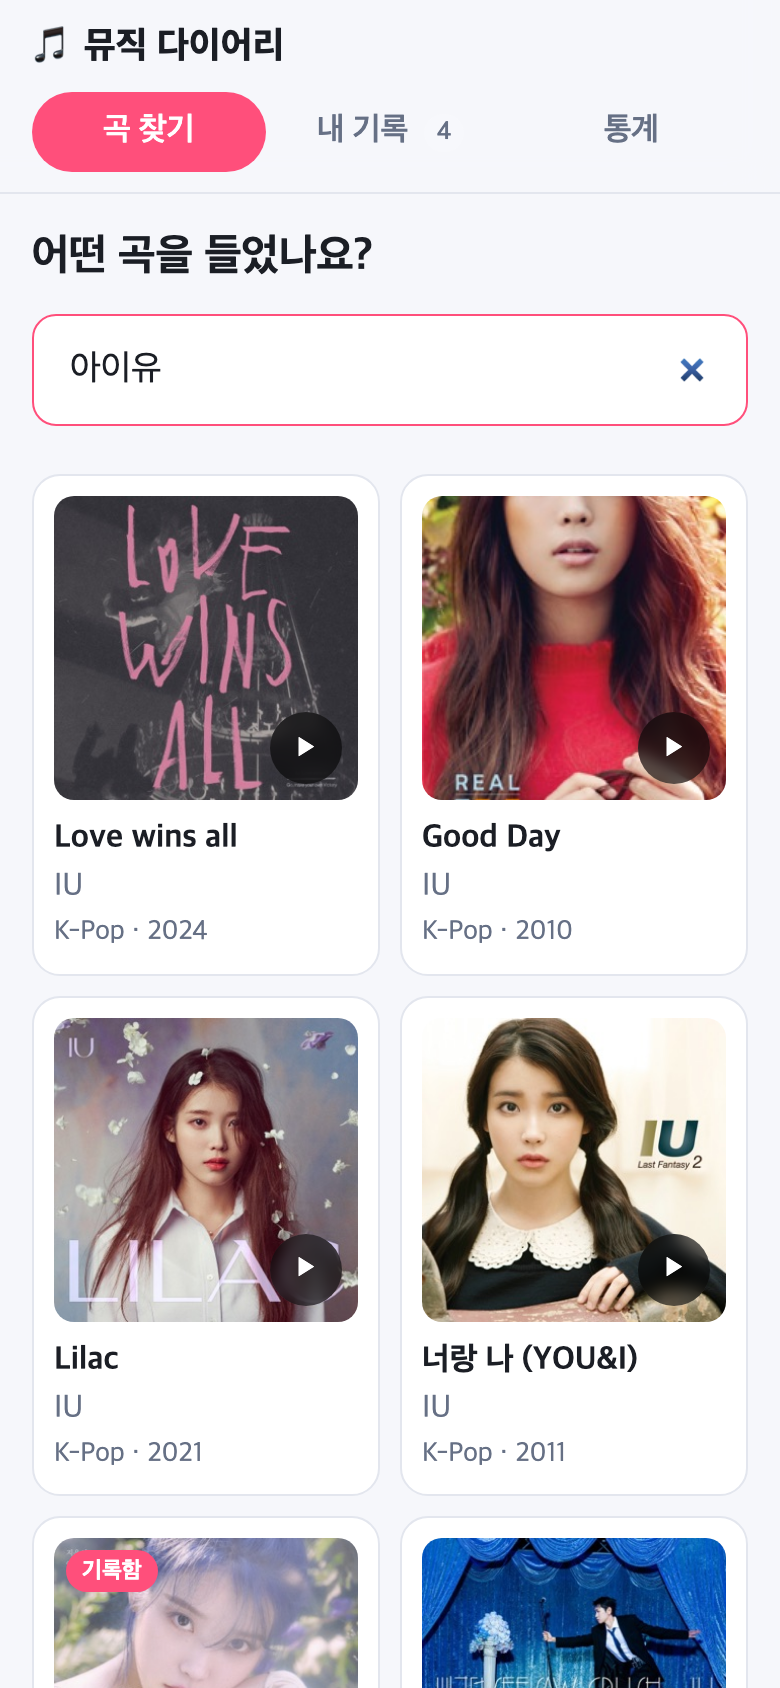 뮤직 다이어리
곡 찾기
내 기록 4
통계
어떤 곡을 들었나요?
아이유
LOVE
WINS
ALL
REAL
Love wins all
IU
K-Pop · 2024
Good Day
IU
K-Pop · 2010
IU
LILA
IU
Last Fantasy 2
Lilac
IU
K-Pop · 2021
너랑 나 (YOU&I)
IU
K-Pop · 2011
기록함